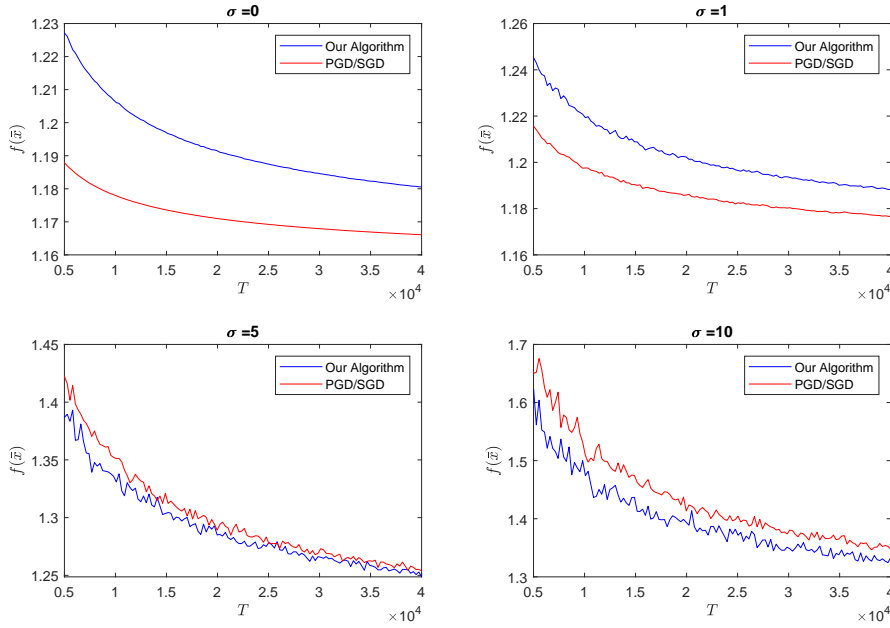 σ =0
1.23
1.22
1.21
1.2
1.19
1.18
1.17
1.16
f(x̄)
Our Algorithm
PGD/SGD
0.5 1 1.5 2 2.5 3 3.5 4
T
×10⁴
σ =1
1.26
1.24
1.22
1.2
1.18
1.16
f(x̄)
Our Algorithm
PGD/SGD
0.5 1 1.5 2 2.5 3 3.5 4
T
×10⁴
σ =5
1.45
1.4
1.35
1.3
1.25
f(x̄)
Our Algorithm
PGD/SGD
0.5 1 1.5 2 2.5 3 3.5 4
T
×10⁴
σ =10
1.7
1.6
1.5
1.4
1.3
f(x̄)
Our Algorithm
PGD/SGD
0.5 1 1.5 2 2.5 3 3.5 4
T
×10⁴